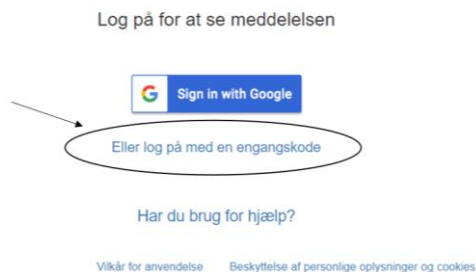 Log på for at se meddelelsen
Sign in with Google
Eller log på med en engangskode
Har du brug for hjælp?
Vilkår for anvendelse Beskyttelse af personlige oplysninger og cookies